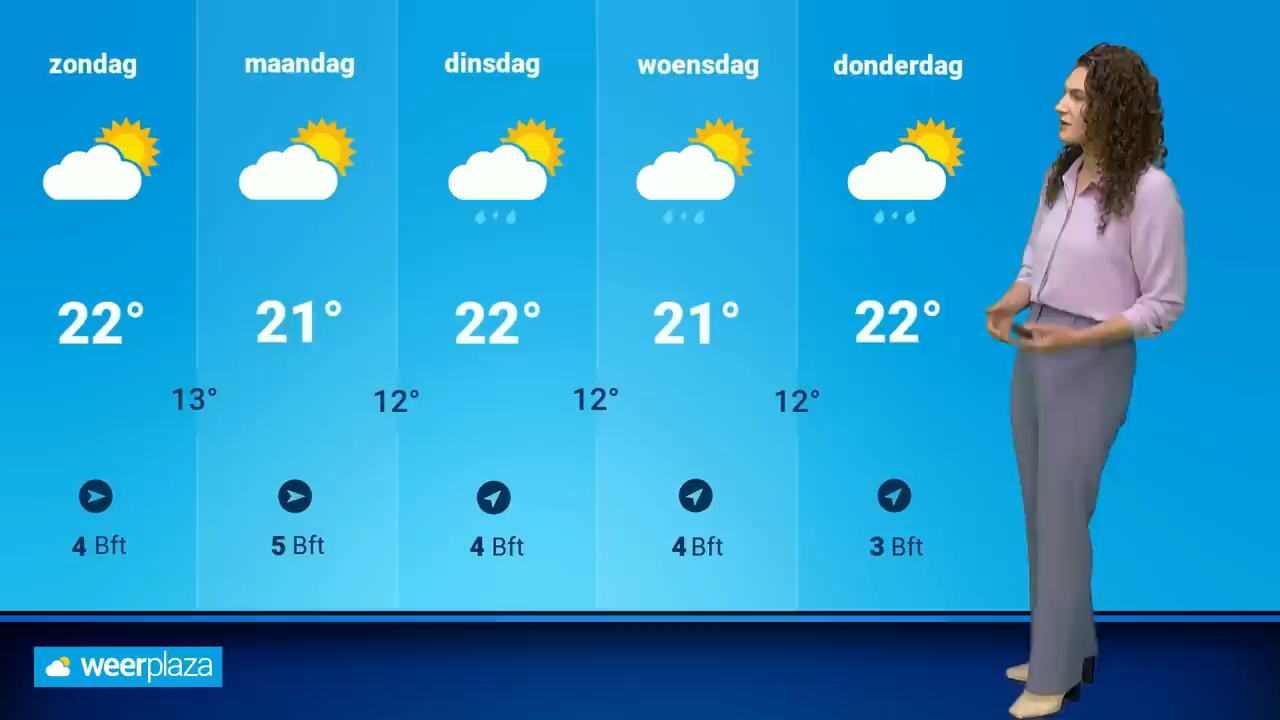 zondag maandag dinsdag woensdag donderdag
22° 21° 22° 21° 22°
13° 12° 12° 12°
4 Bft 5 Bft 4 Bft 4 Bft 3 Bft
weerplaza